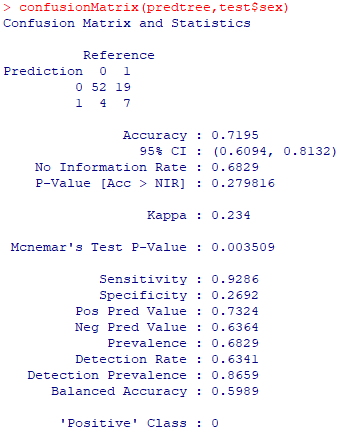 > confusionMatrix(predtree,test$sex)
Confusion Matrix and Statistics
Reference
Prediction 0 1
0 52 19
1 4 7
Accuracy : 0.7195
95% CI : (0.6094, 0.8132)
No Information Rate : 0.6829
P-Value [Acc > NIR] : 0.279816
Kappa : 0.234
Mcnemar's Test P-Value : 0.003509
Sensitivity : 0.9286
Specificity : 0.2692
Pos Pred Value : 0.7324
Neg Pred Value : 0.6364
Prevalence : 0.6829
Detection Rate : 0.6341
Detection Prevalence : 0.8659
Balanced Accuracy : 0.5989
'Positive' Class : 0